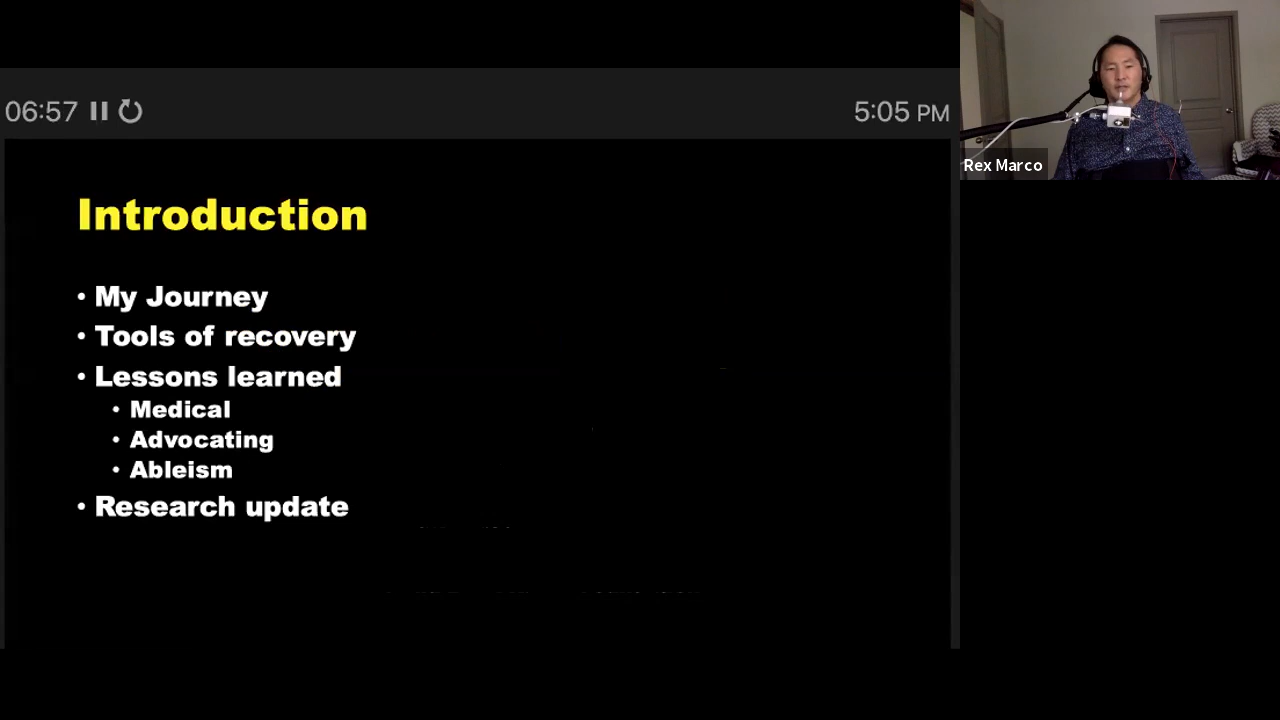 06:57
5:05 PM
Rex Marco
Introduction
• My Journey
• Tools of recovery
• Lessons learned
• Medical
• Advocating
• Ableism
• Research update